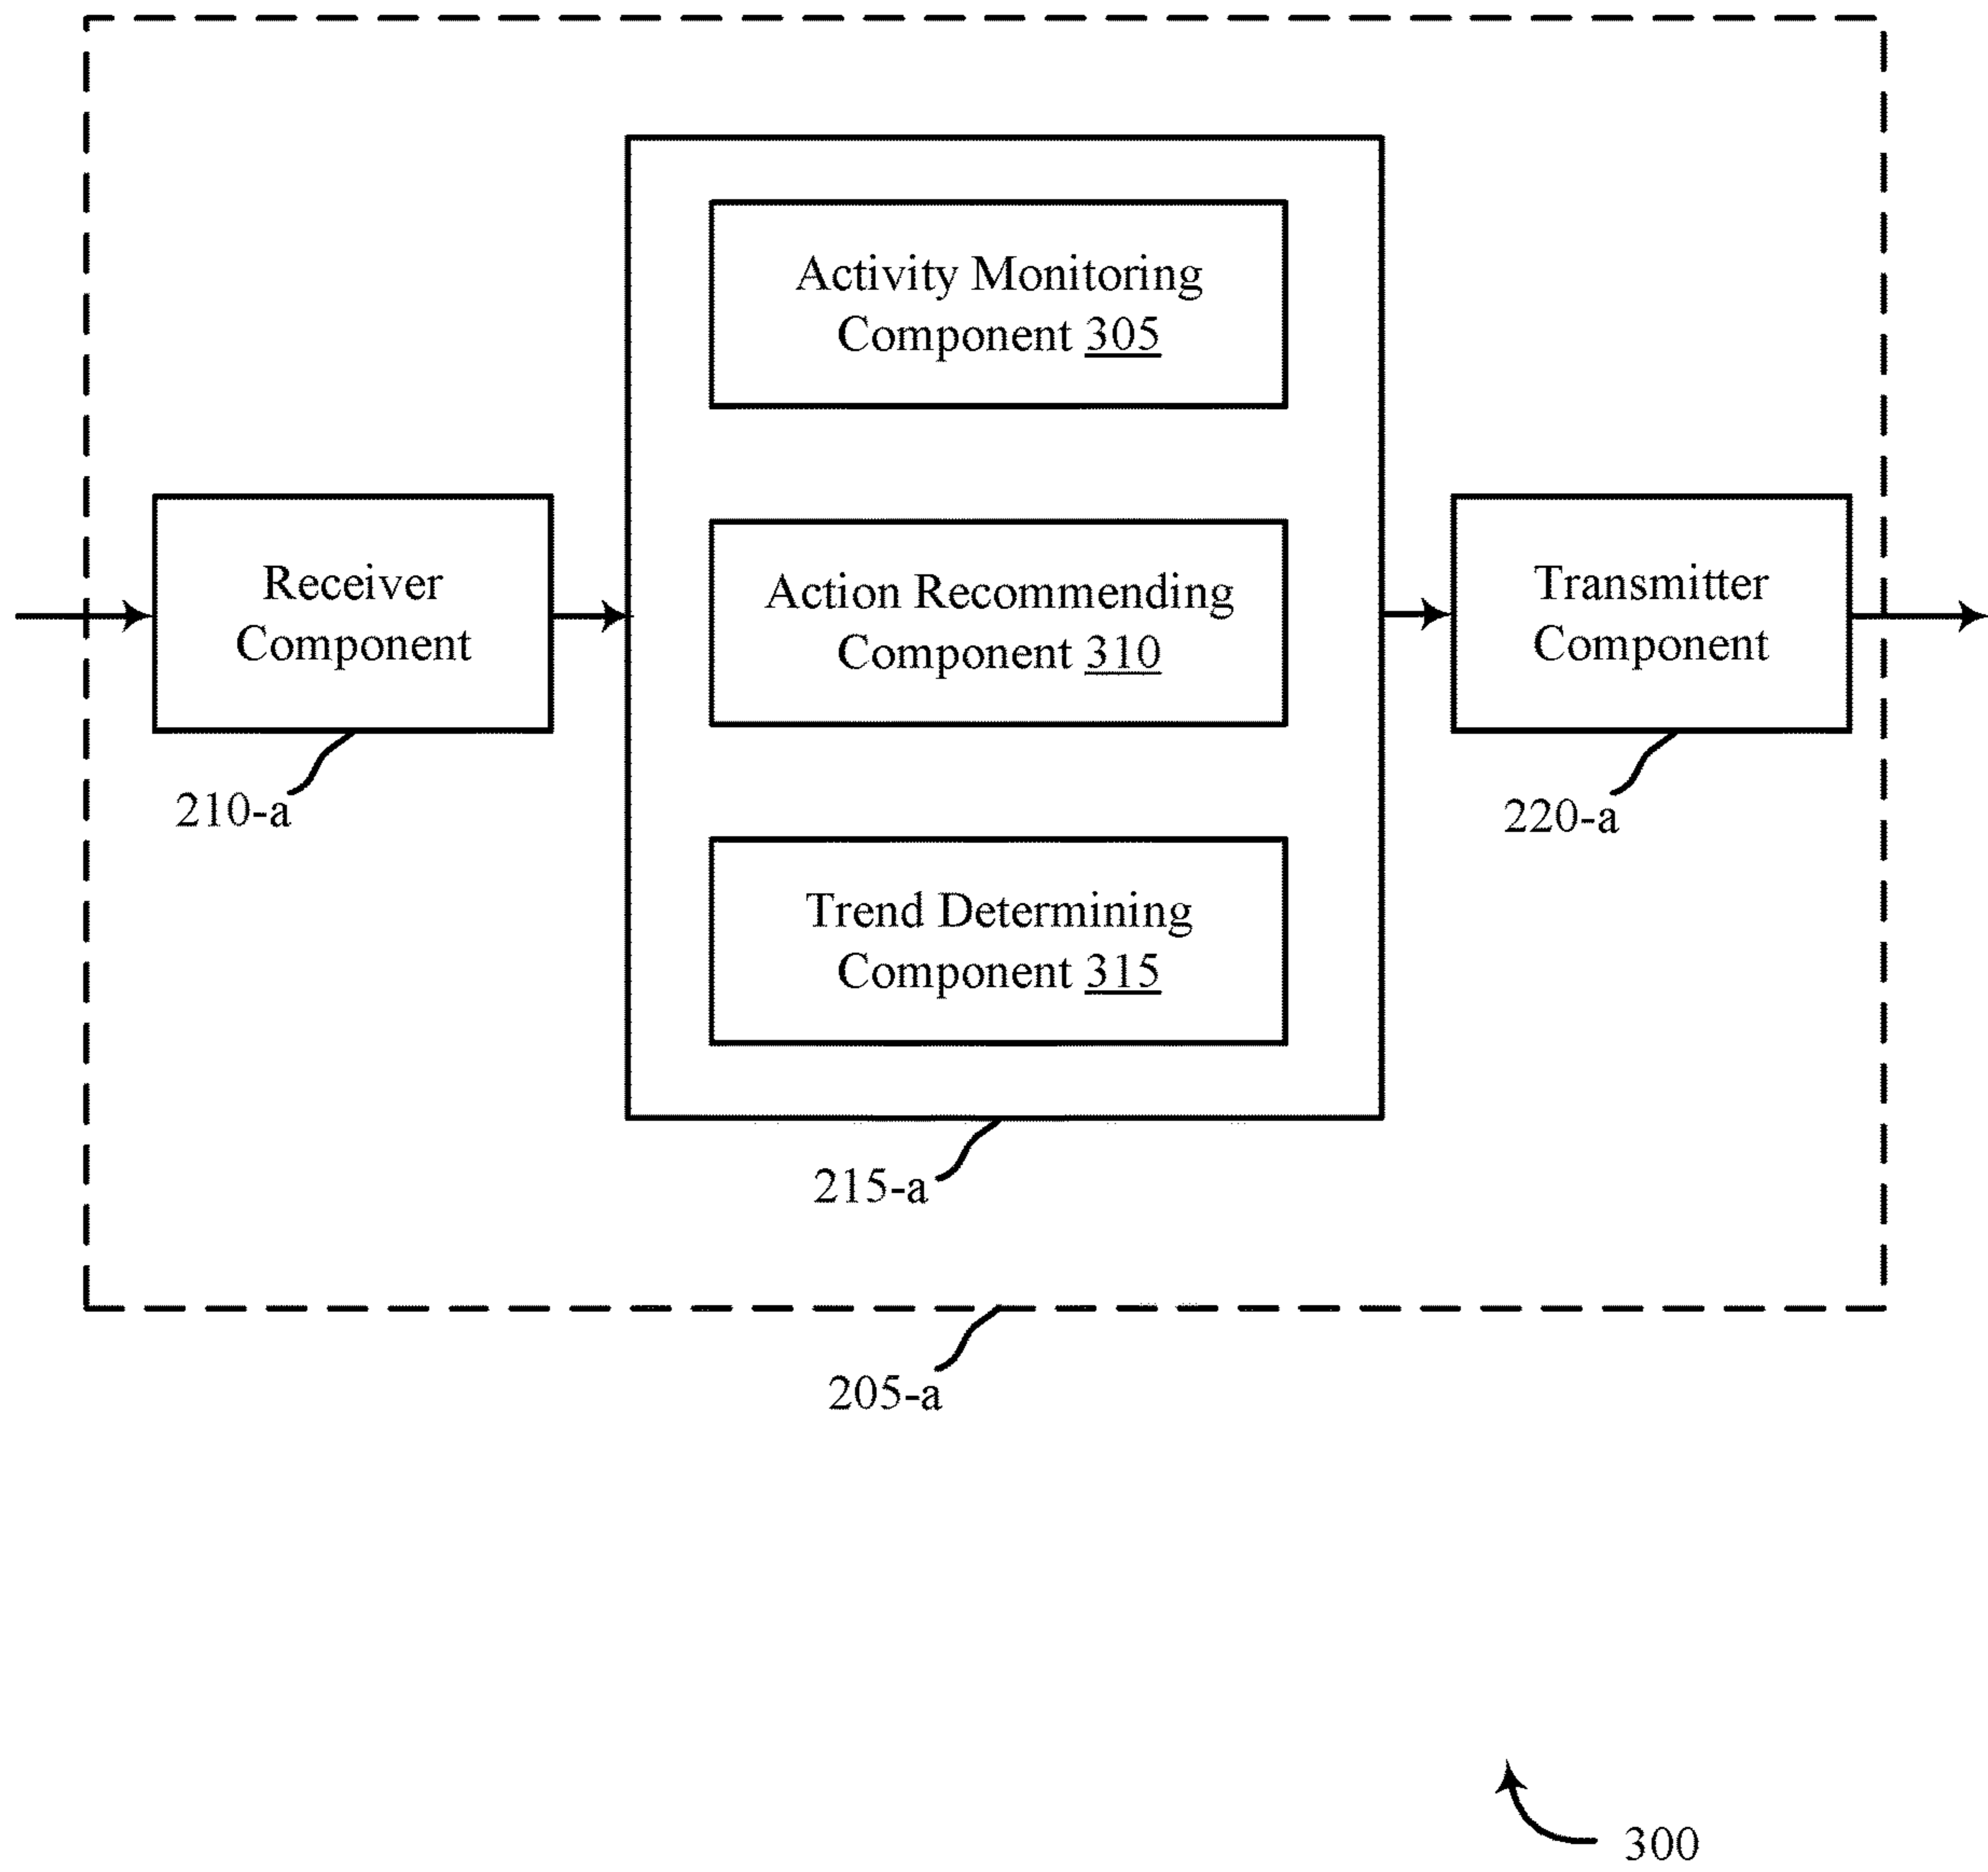 Activity Monitoring
Component 305
Receiver
Component
Action Recommending
Component 310
Transmitter
Component
210-a
220-a
Trend Determining
Component 315
215-a
205-a
300